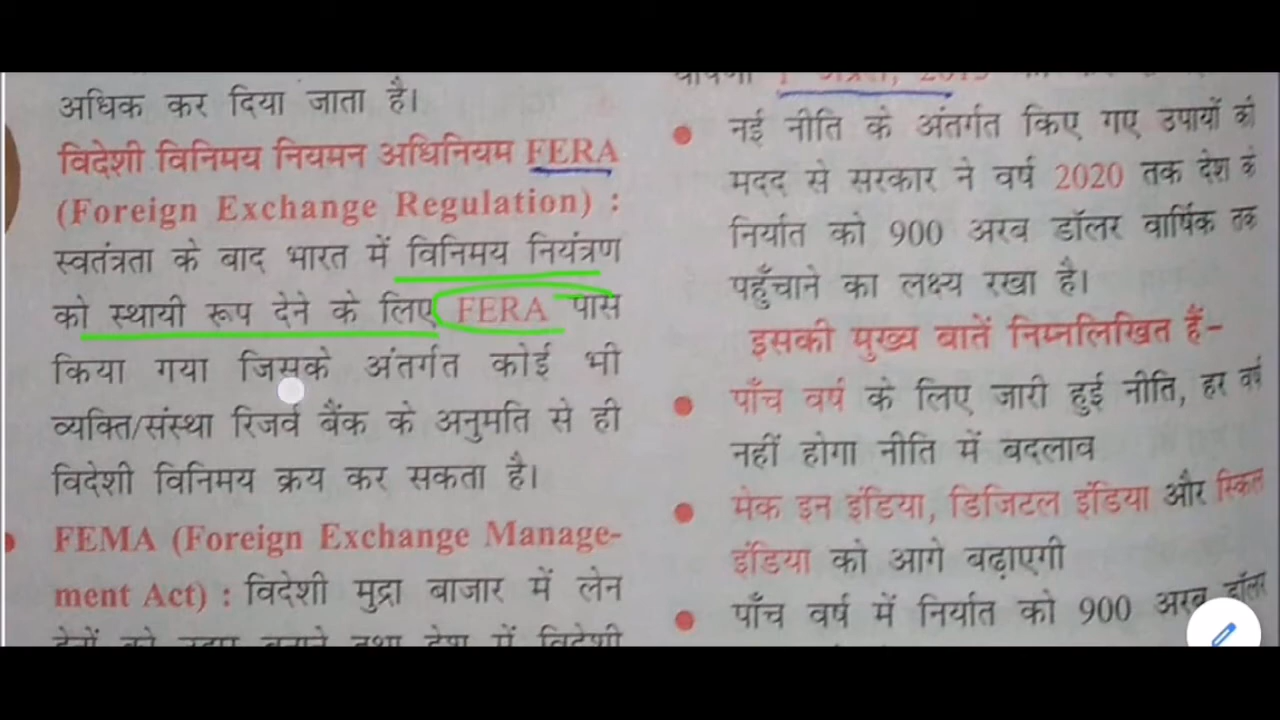 अधिक कर दिया जाता है।
विदेशी विनिमय नियमन अधिनियम FERA
(Foreign Exchange Regulation) :
स्वतंत्रता के बाद भारत में विनिमय नियंत्रण
को स्थायी रूप देने के लिए FERA पास
किया गया जिसके अंतर्गत कोई भी
व्यक्ति/संस्था रिजर्व बैंक के अनुमति से ही
विदेशी विनिमय क्रय कर सकता है।
FEMA (Foreign Exchange Manage-
ment Act) : विदेशी मुद्रा बाजार में लेन
नई नीति के अंतर्गत किए गए उपायों की
मदद से सरकार ने वर्ष 2020 तक देश के
निर्यात को 900 अरब डॉलर वार्षिक तक
पहुँचाने का लक्ष्य रखा है।
इसकी मुख्य बातें निम्नलिखित हैं-
पाँच वर्ष के लिए जारी हुई नीति, हर वर्ष
नहीं होगा नीति में बदलाव
मेक इन इंडिया, डिजिटल इंडिया और स्किल
इंडिया को आगे बढ़ाएगी
पाँच वर्ष में निर्यात को 900 अरब डॉलर